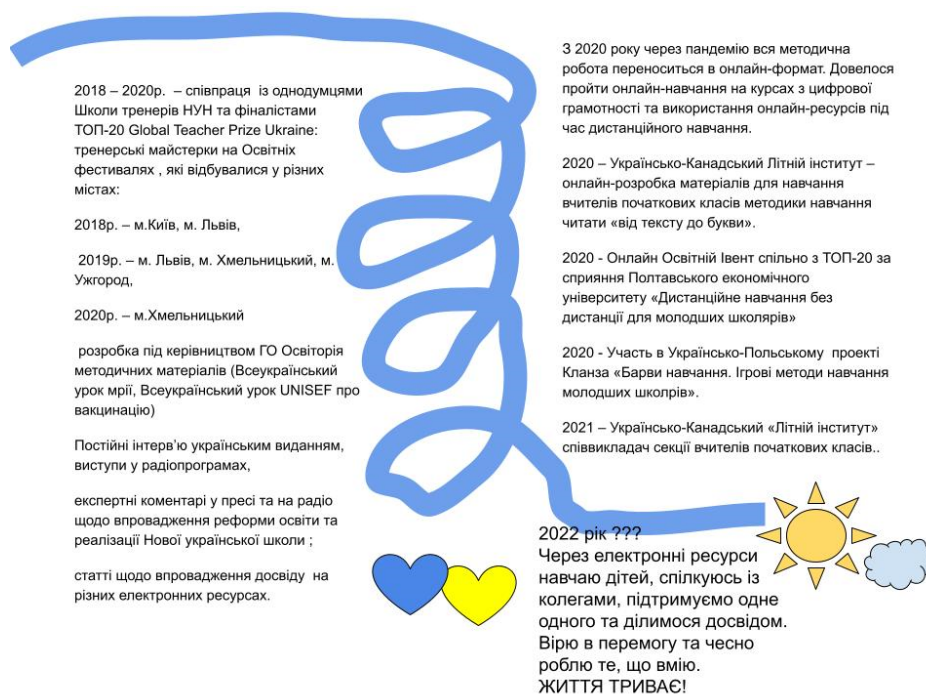 2018 – 2020р. – співпраця із однодумцями
Школи тренерів НУН та фіналістами
ТОП-20 Global Teacher Prize Ukraine:
тренерські майстерки на Освітніх
фестивалях , які відбувалися у різних
містах:
2018р. – м.Київ, м. Львів,
2019р. – м. Львів, м. Хмельницький, м.
Ужгород,
2020р. – м.Хмельницький
розробка під керівництвом ГО Освіторія
методичних матеріалів (Всеукраїнський
урок мрії, Всеукраїнський урок UNISEF про
вакцинацію)
Постійні інтерв’ю українським виданням,
виступи у радіопрограмах,
експертні коментарі у пресі та на радіо
щодо впровадження реформи освіти та
реалізації Нової української школи ;
статті щодо впровадження досвіду на
різних електронних ресурсах.
З 2020 року через пандемію вся методична
робота переноситься в онлайн-формат. Довелося
пройти онлайн-навчання на курсах з цифрової
грамотності та використання онлайн-ресурсів під
час дистанційного навчання.
2020 – Українсько-Канадський Літній інститут –
онлайн-розробка матеріалів для навчання
вчителів початкових класів методики навчання
читати «від тексту до букви».
2020 - Онлайн Освітній Івент спільно з ТОП-20 за
сприяння Полтавського економічного
університету «Дистанційне навчання без
дистанції для молодших школярів»
2020 - Участь в Українсько-Польському проекті
Кланза «Барви навчання. Ігрові методи навчання
молодших школрів».
2021 – Українсько-Канадський «Літній інститут»
співвикладач секції вчителів початкових класів..
2022 рік ???
Через електронні ресурси
навчаю дітей, спілкуюсь із
колегами, підтримуємо одне
одного та ділимося досвідом.
Вірю в перемогу та чесно
роблю те, що вмію.
ЖИТТЯ ТРИВАЄ!